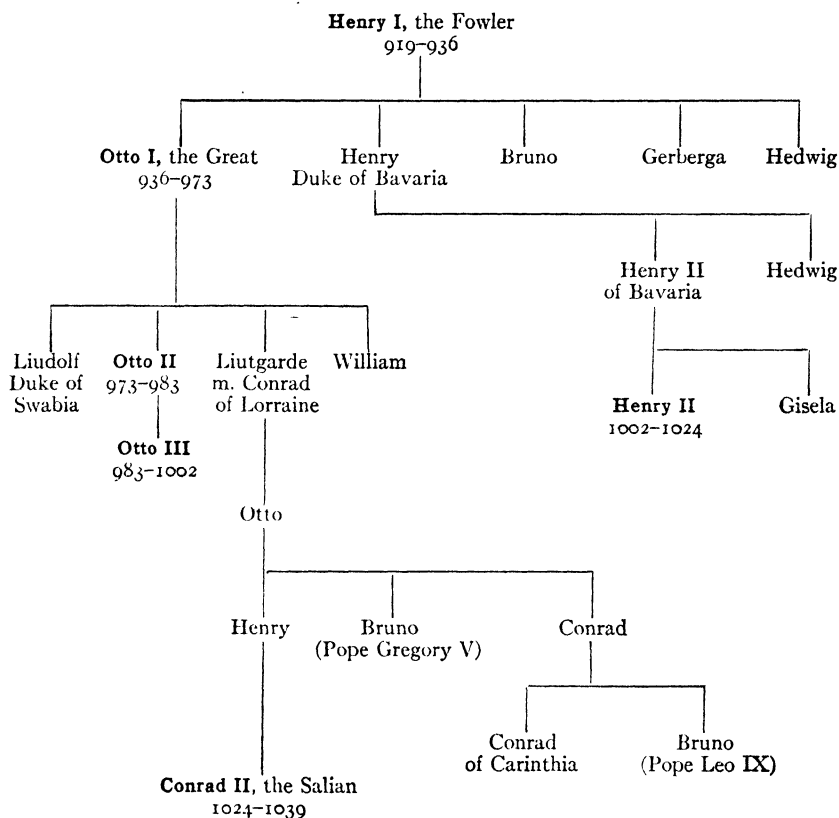 Henry I, the Fowler
919–936
Otto I, the Great
936–973
Henry
Duke of Bavaria
Bruno
Gerberga
Hedwig
Henry II
of Bavaria
Hedwig
Liudolf
Duke of
Swabia
Otto II
973–983
Liutgarde
m. Conrad
of Lorraine
William
Otto III
983–1002
Henry II
1002–1024
Gisela
Otto
Henry
Bruno
(Pope Gregory V)
Conrad
Conrad
of Carinthia
Bruno
(Pope Leo IX)
Conrad II, the Salian
1024–1039